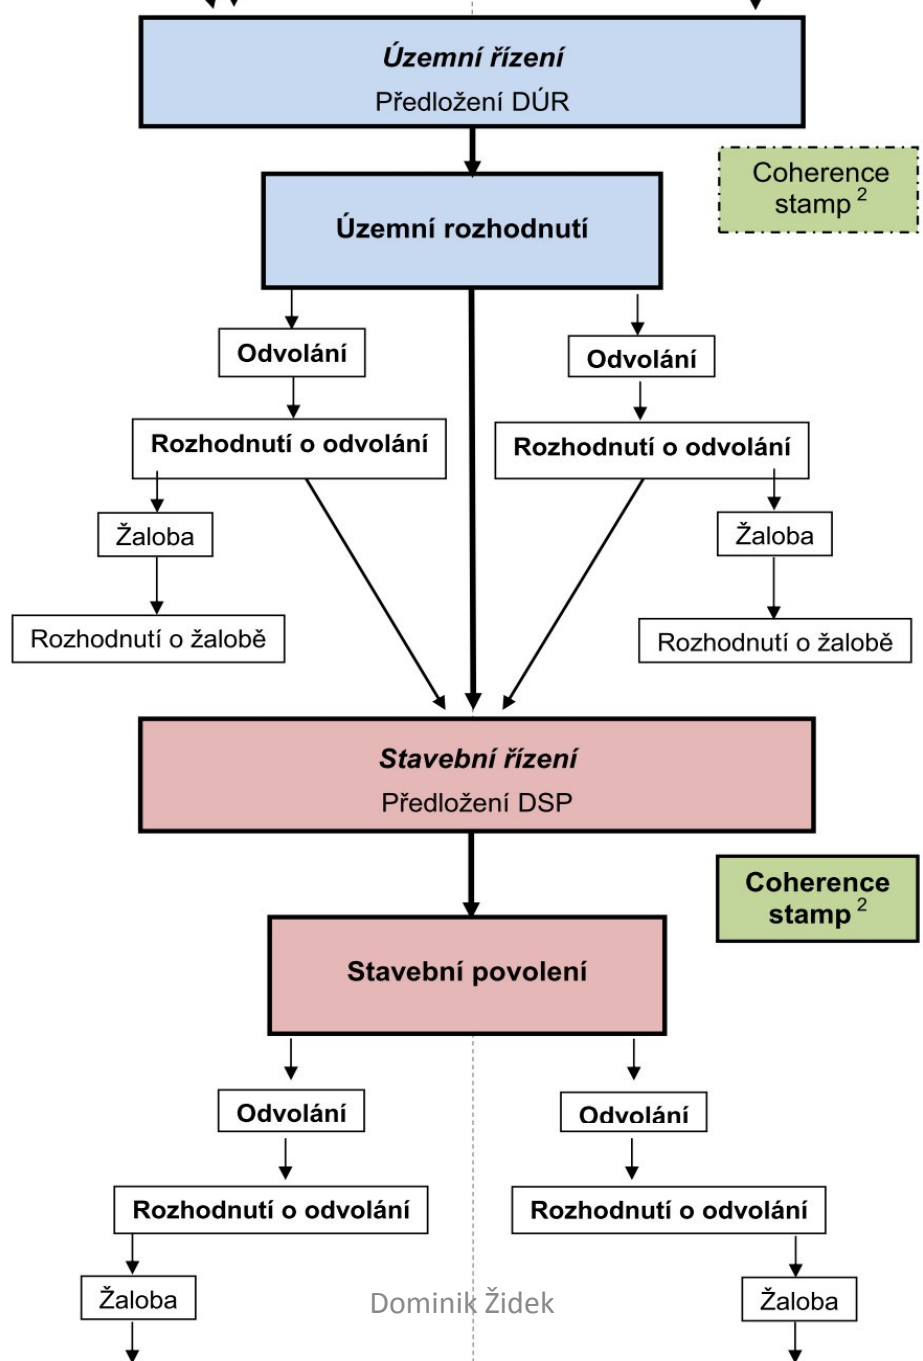 Územní řízení
Předložení DÚR
Coherence
stamp 2
Územní rozhodnutí
Odvolání
Odvolání
Rozhodnutí o odvolání
Rozhodnutí o odvolání
Žaloba
Žaloba
Rozhodnutí o žalobě
Rozhodnutí o žalobě
Stavební řízení
Předložení DSP
Coherence
stamp 2
Stavební povolení
Odvolání
Odvolání
Rozhodnutí o odvolání
Rozhodnutí o odvolání
Žaloba
Dominik Židek
Žaloba